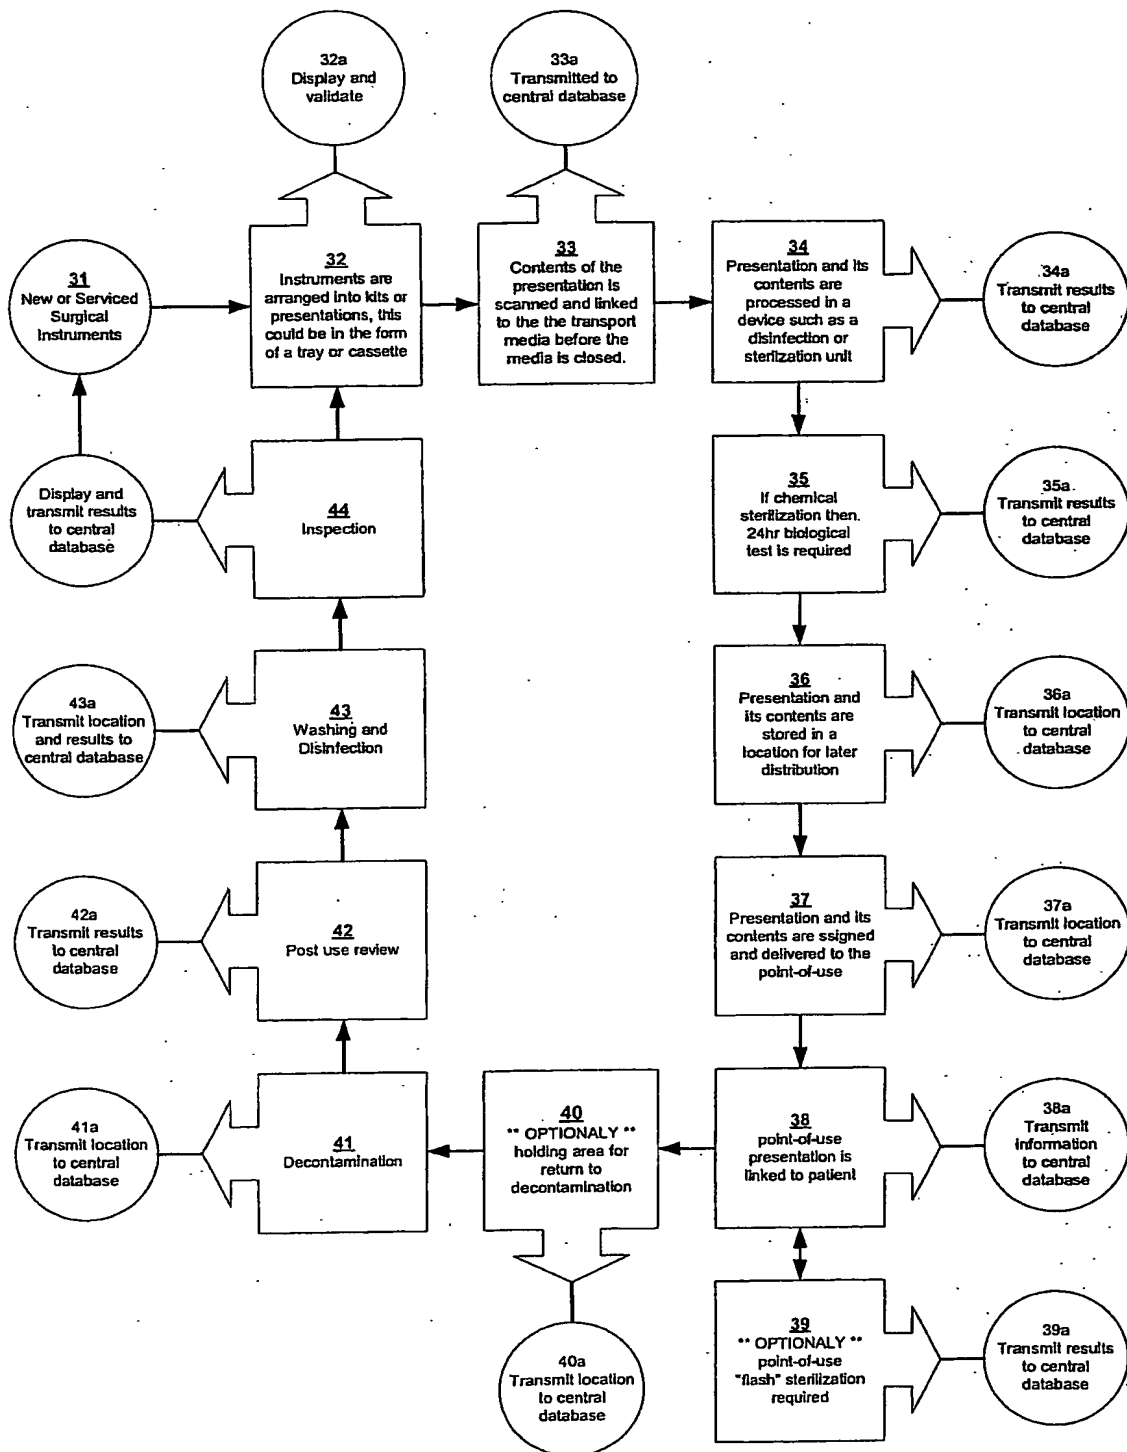 32a
Display and
validate
33a
Transmitted to
central database
31
New or Serviced
Surgical
Instruments
32
Instruments are
arranged into kits or
presentations, this
could be in the form
of a tray or cassette
33
Contents of the
presentation is
scanned and linked
to the the transport
media before the
media is closed.
34
Presentation and its
contents are
processed in a
device such as a
disinfection or
sterilization unit
34a
Transmit results
to central
database
Display and
transmit results
to central
database
44
Inspection
35
If chemical
sterilization then.
24hr biological
test is required
35a
Transmit results
to central
database
43a
Transmit location
and results to
central database
43
Washing and
Disinfection
36
Presentation and
its contents are
stored in a
location for later
distribution
36a
Transmit location
to central
database
42a
Transmit results
to central
database
42
Post use review
37
Presentation and its
contents are ssigned
and delivered to the
point-of-use
37a
Transmit location
to central
database
41a
Transmit location
to central
database
41
Decontamination
40
** OPTIONALY **
holding area for
return to
decontamination
38
point-of-use
presentation is
linked to patient
38a
Transmit
information
to central
database
40a
Transmit location
to central
database
39
** OPTIONALY **
point-of-use
"flash" sterilization
required
39a
Transmit results
to central
database